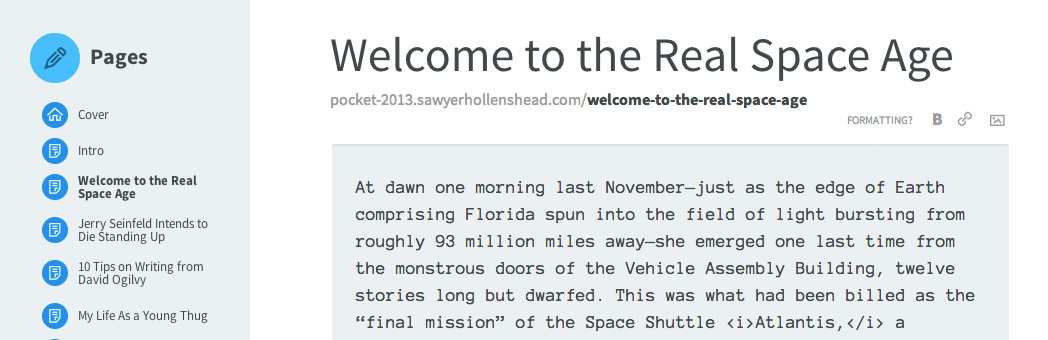 Pages
Cover
Intro
Welcome to the Real
Space Age
Jerry Seinfeld Intends to
Die Standing Up
10 Tips on Writing from
David Ogilvy
My Life As a Young Thug
Welcome to the Real Space Age
pocket-2013.sawyerhollenshead.com/welcome-to-the-real-space-age
FORMATTING? B
At dawn one morning last November—just as the edge of Earth
comprising Florida spun into the field of light bursting from
roughly 93 million miles away—she emerged one last time from
the monstrous doors of the Vehicle Assembly Building, twelve
stories long but dwarfed. This was what had been billed as the
“final mission” of the Space Shuttle <i>Atlantis,</i> a